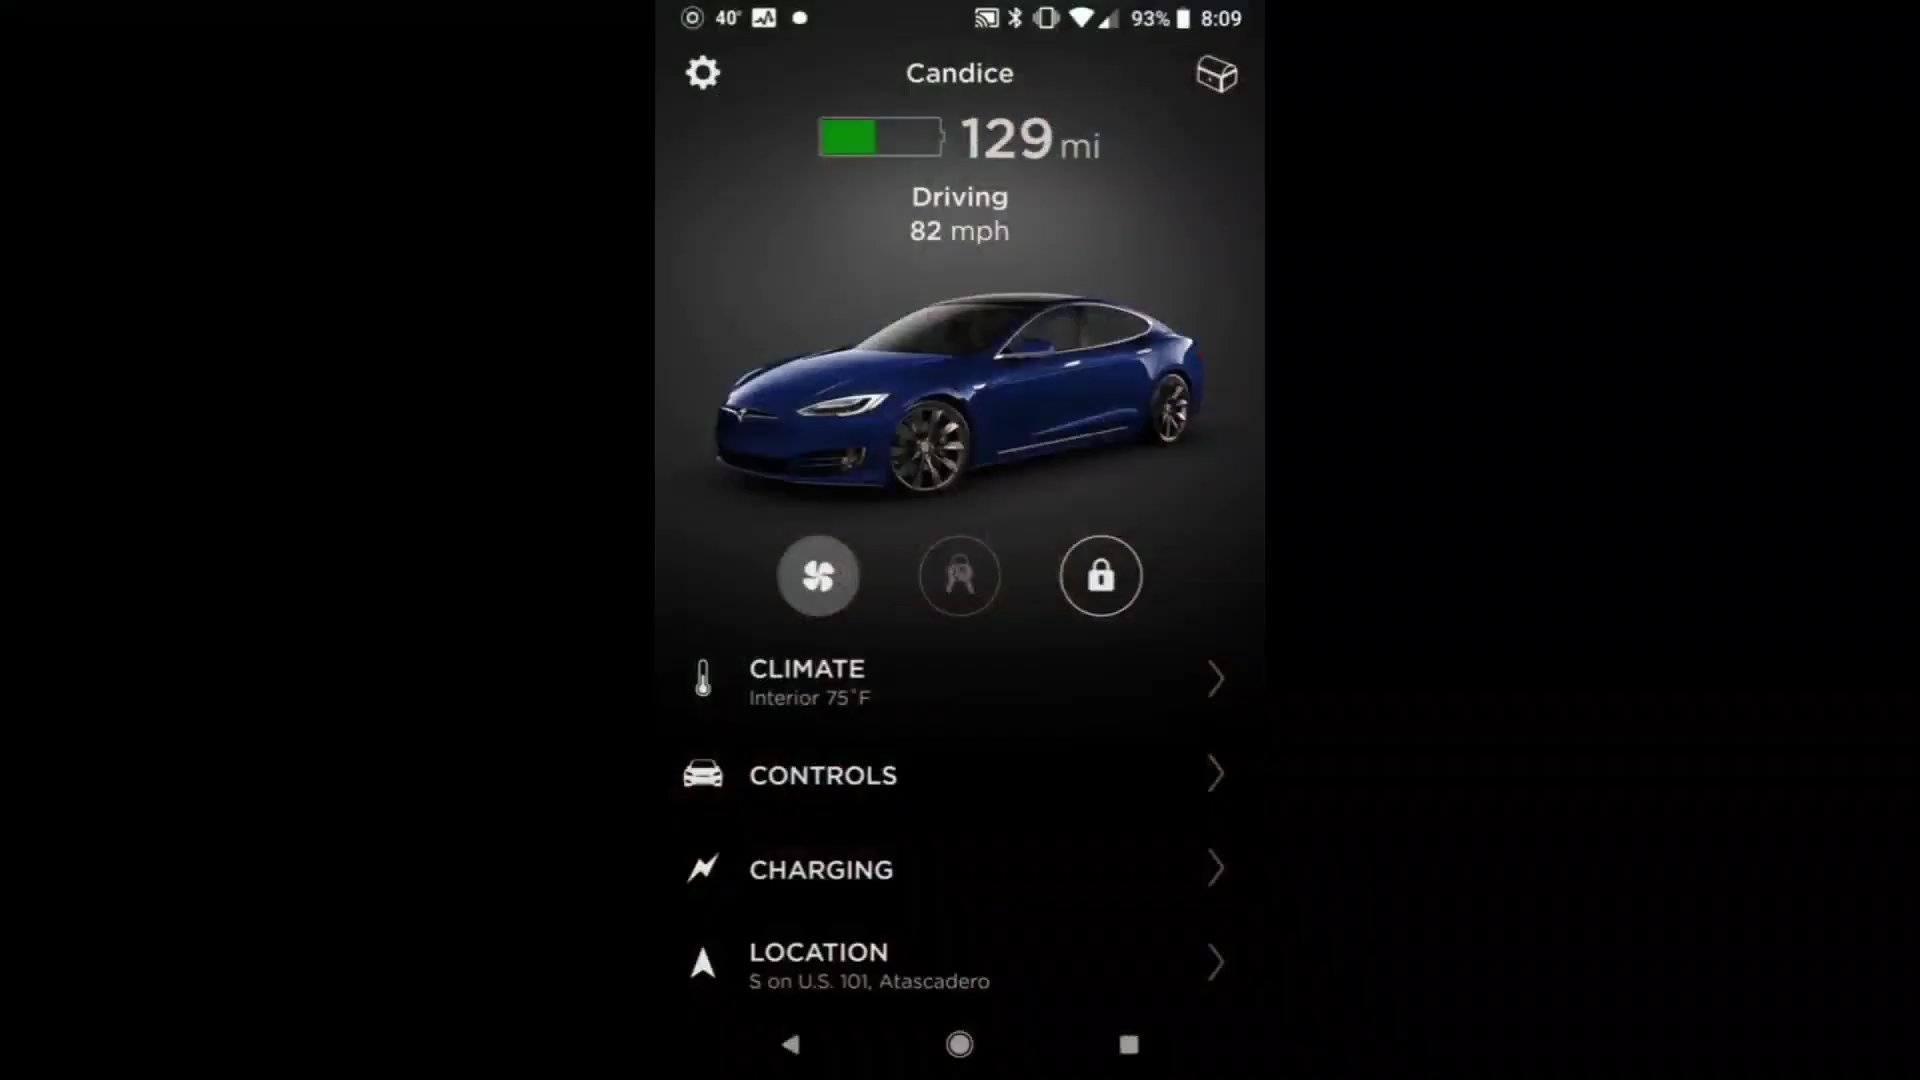 40° 93% 8:09
Candice
129 mi
Driving
82 mph
CLIMATE
Interior 75°F
CONTROLS
CHARGING
LOCATION
S on U.S. 101, Atascadero